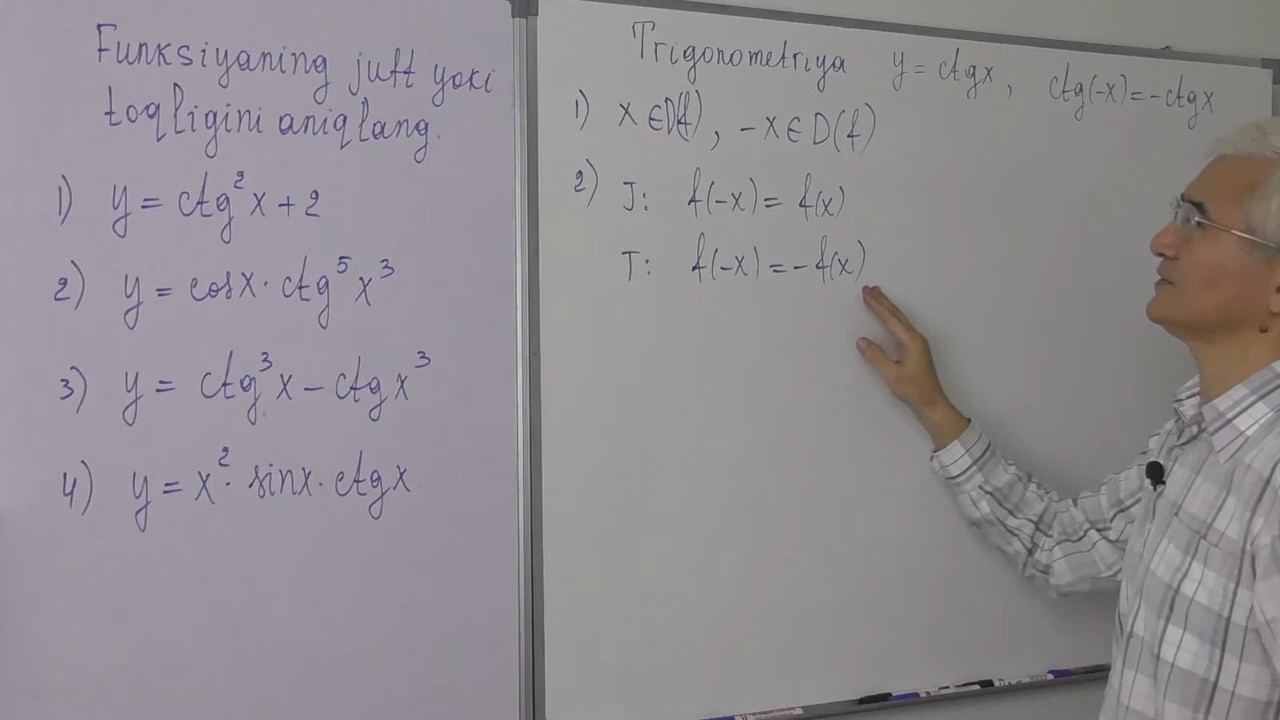 Funksiyaning juft yoki
toqligini aniqlang.
1) y = ctg²x + 2
2) y = cosx · ctg⁵x³
3) y = ctg³x − ctgx³
4) y = x² · sinx · ctgx
Trigonometriya y = ctgx, ctg(-x) = -ctgx
1) x ∈ D(f), -x ∈ D(f)
2) J: f(-x) = f(x)
T: f(-x) = -f(x)